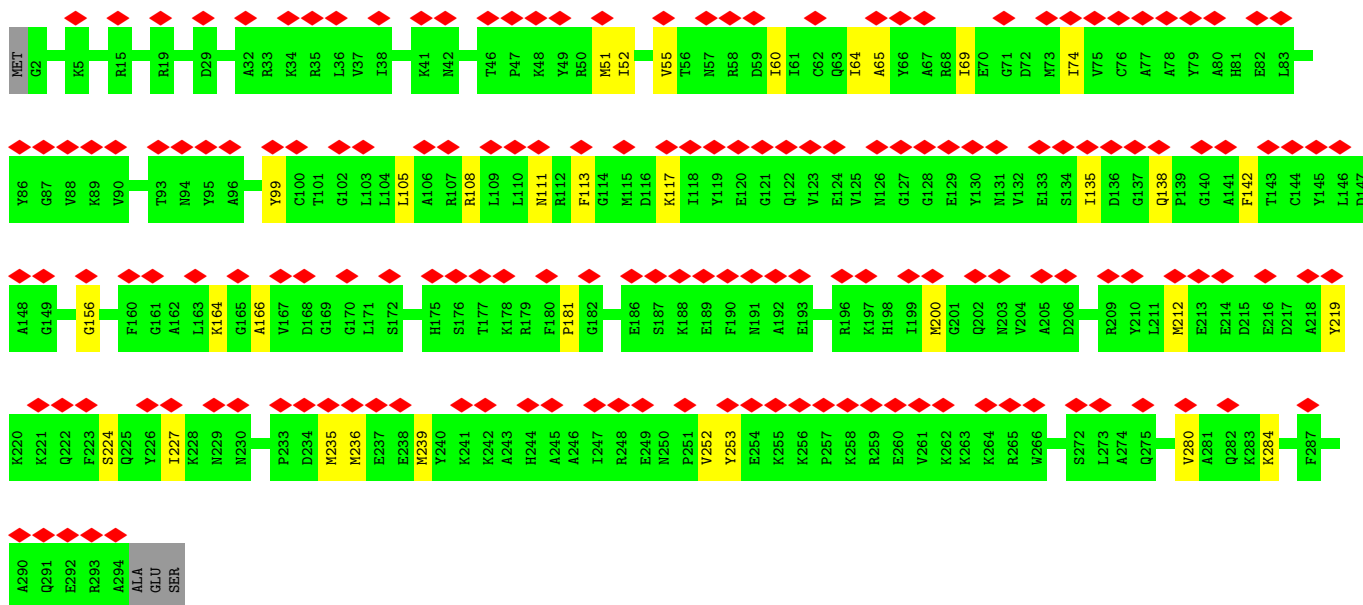 MET G2 K5 R15 R19 D29 A32 R33 K34 R35 L36 V37 I38 K41 N42 T46 P47 K48 Y49 R50 M51 I52 V55 T56 N57 R58 D59 I60 I61 C62 Q63 I64 A65 Y66 A67 R68 I69 E70 G71 D72 M73 I74 V75 C76 A77 A78 Y79 A80 H81 E82 L83
Y86 G87 V88 K89 V90 T93 N94 Y95 A96 Y99 C100 T101 G102 L103 L104 L105 A106 R107 R108 L109 L110 N111 R112 F113 G114 M115 D116 K117 I118 Y119 E120 G121 Q122 V123 E124 V125 N126 G127 G128 E129 Y130 N131 V132 E133 S134 I135 D136 G137 Q138 P139 G140 A141 F142 T143 C144 Y145 L146 D147
A148 G149 G156 F160 G161 A162 L163 K164 G165 A166 V167 D168 G169 G170 L171 S172 H175 S176 T177 K178 R179 F180 P181 G182 E186 S187 K188 E189 F190 N191 A192 E193 R196 K197 H198 I199 M200 G201 Q202 N203 V204 A205 D206 R209 Y210 L211 M212 E213 E214 D215 E216 D217 A218 Y219
K220 K221 Q222 F223 S224 Q225 Y226 I227 K228 N229 N230 P233 D234 M235 M236 E237 E238 M239 Y240 K241 K242 A243 H244 A245 A246 I247 R248 E249 N250 P251 V252 Y253 E254 K255 K256 P257 K258 R259 E260 V261 K262 K263 K264 R265 W266 S272 L273 A274 Q275 V280 A281 Q282 K283 K284 F287
A290 Q291 E292 R293 A294 ALA GLU SER